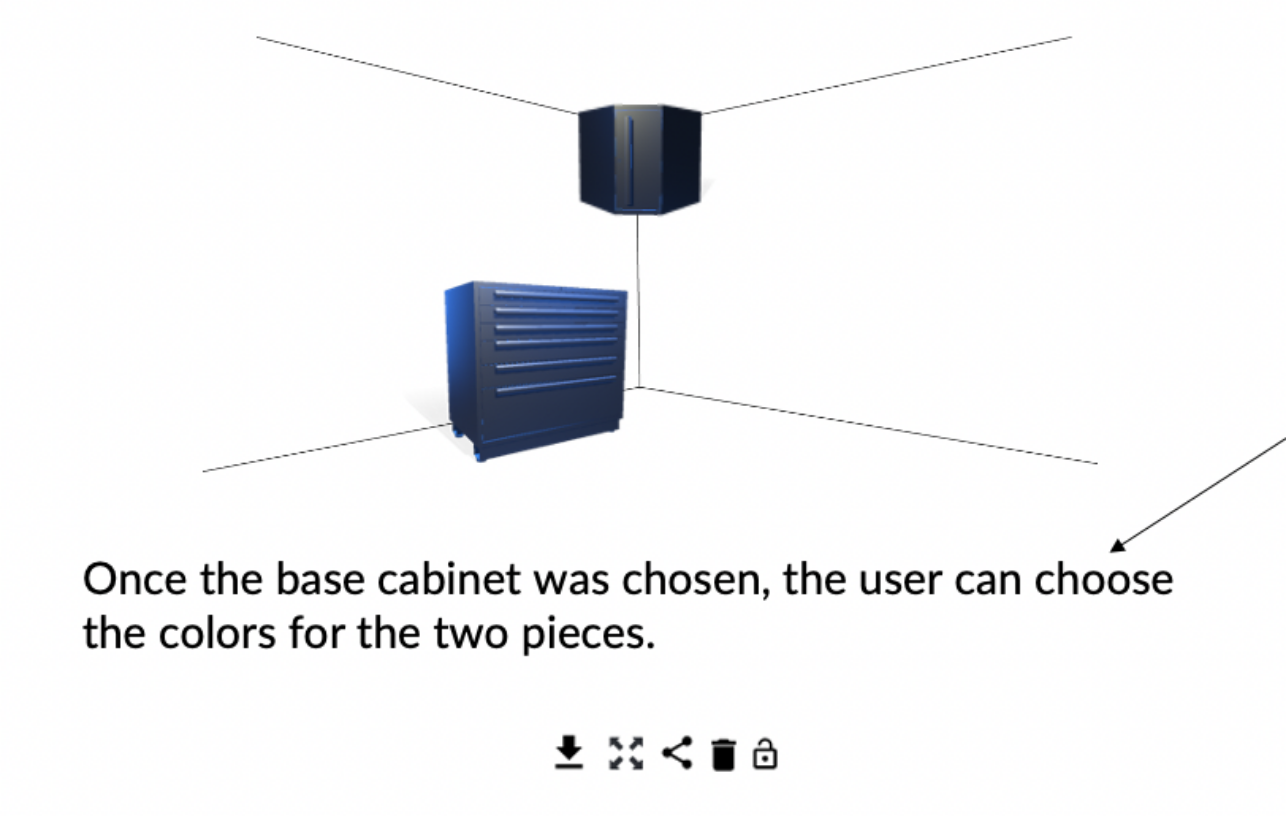 Once the base cabinet was chosen, the user can choose
the colors for the two pieces.